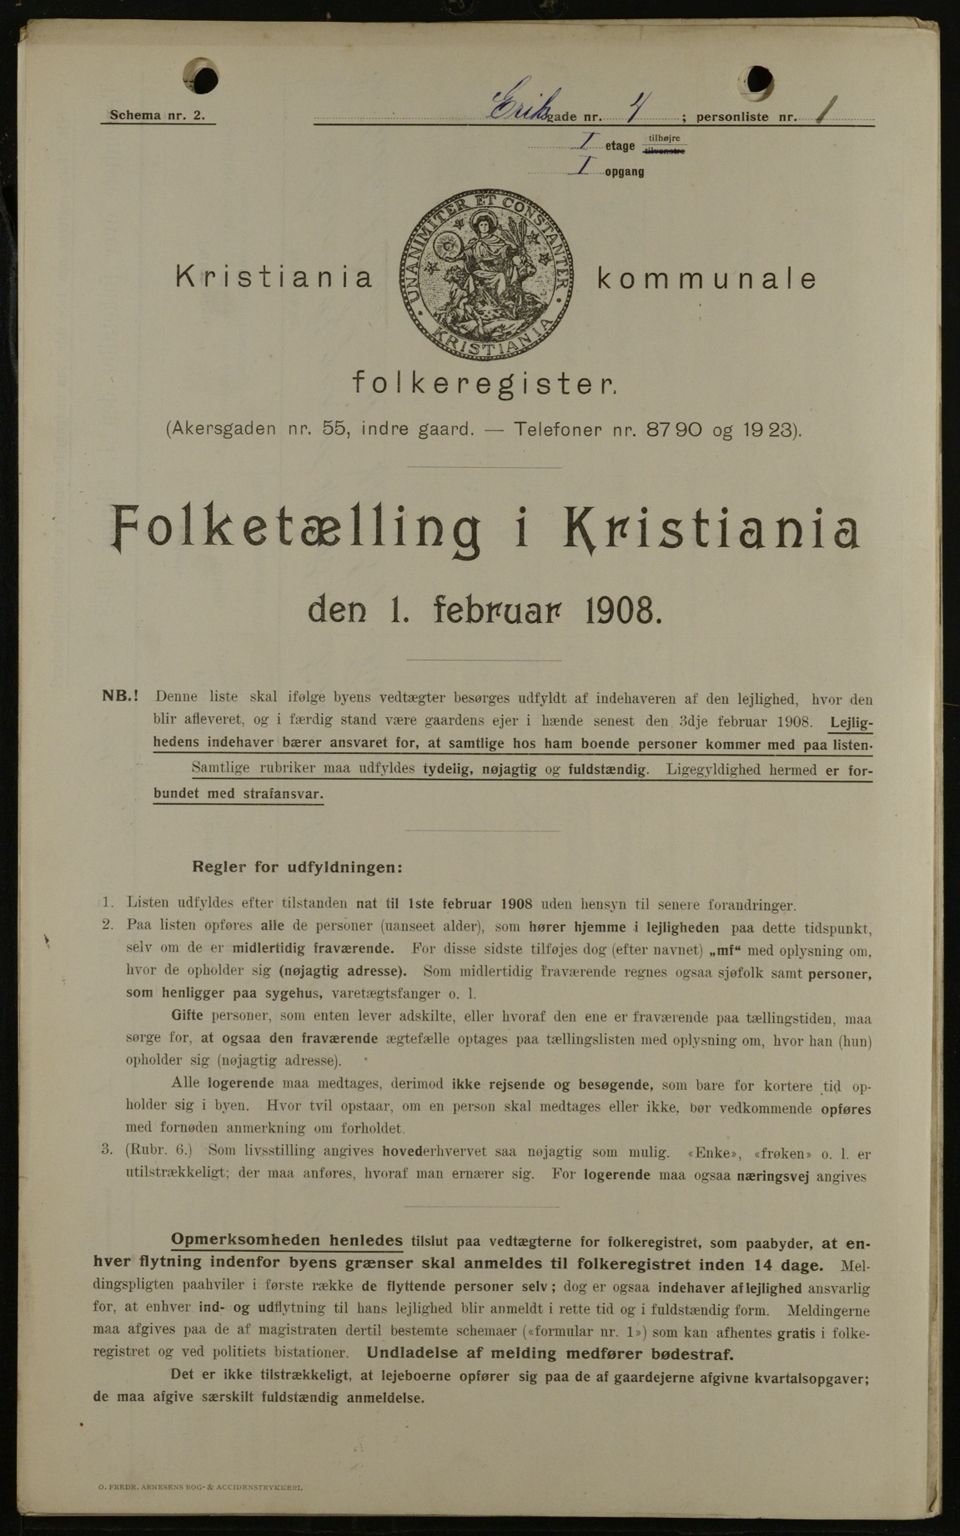 Schema nr. 2.
Eriksgade nr. 4; personliste nr. 1
I etage tilhøjre
tilvenstre
I opgang
UNANIMITER ET CONSTANTER
KRISTIANIA
Kristiania kommunale
folkeregister.
(Akersgaden nr. 55, indre gaard. — Telefoner nr. 8790 og 1923).
Folketælling i Kristiania
den 1. februar 1908.
NB.! Denne liste skal ifølge byens vedtægter besørges udfyldt af indehaveren af den lejlighed, hvor den
blir afleveret, og i færdig stand være gaardens ejer i hænde senest den 3dje februar 1908. Lejlig-
hedens indehaver bærer ansvaret for, at samtlige hos ham boende personer kommer med paa listen.
Samtlige rubriker maa udfyldes tydelig, nøjagtig og fuldstændig. Ligegyldighed hermed er for-
bundet med strafansvar.
Regler for udfyldningen:
1. Listen udfyldes efter tilstanden nat til 1ste februar 1908 uden hensyn til senere forandringer.
2. Paa listen opføres alle de personer (uanseet alder), som hører hjemme i lejligheden paa dette tidspunkt,
selv om de er midlertidig fraværende. For disse sidste tilføjes dog (efter navnet) „mf“ med oplysning om,
hvor de opholder sig (nøjagtig adresse). Som midlertidig fraværende regnes ogsaa sjøfolk samt personer,
som henligger paa sygehus, varetægtsfanger o. l.
Gifte personer, som enten lever adskilte, eller hvoraf den ene er fraværende paa tællingstiden, maa
sørge for, at ogsaa den fraværende ægtefælle optages paa tællingslisten med oplysning om, hvor han (hun)
opholder sig (nøjagtig adresse).
Alle logerende maa medtages, derimod ikke rejsende og besøgende, som bare for kortere tid op-
holder sig i byen. Hvor tvil opstaar, om en person skal medtages eller ikke, bør vedkommende opføres
med fornøden anmerkning om forholdet.
3. (Rubr. 6.) Som livsstilling angives hovederhvervet saa nøjagtig som mulig. «Enke», «frøken» o. l. er
utilstrækkeligt; der maa anføres, hvoraf man ernærer sig. For logerende maa ogsaa næringsvej angives
Opmerksomheden henledes tilslut paa vedtægterne for folkeregistret, som paabyder, at en-
hver flytning indenfor byens grænser skal anmeldes til folkeregistret inden 14 dage. Mel-
dingspligten paahviler i første række de flyttende personer selv; dog er ogsaa indehaver af lejlighed ansvarlig
for, at enhver ind- og udflytning til hans lejlighed blir anmeldt i rette tid og i fuldstændig form. Meldingerne
maa afgives paa de af magistraten dertil bestemte schemaer («formular nr. 1») som kan afhentes gratis i folke-
registret og ved politiets bistationer. Undladelse af melding medfører bødestraf.
Det er ikke tilstrækkeligt, at lejeboerne opfører sig paa de af gaardejerne afgivne kvartalsopgaver;
de maa afgive særskilt fuldstændig anmeldelse.
O. FREDR. ARNESENS BOG- & ACCIDENSTRYKKERI.